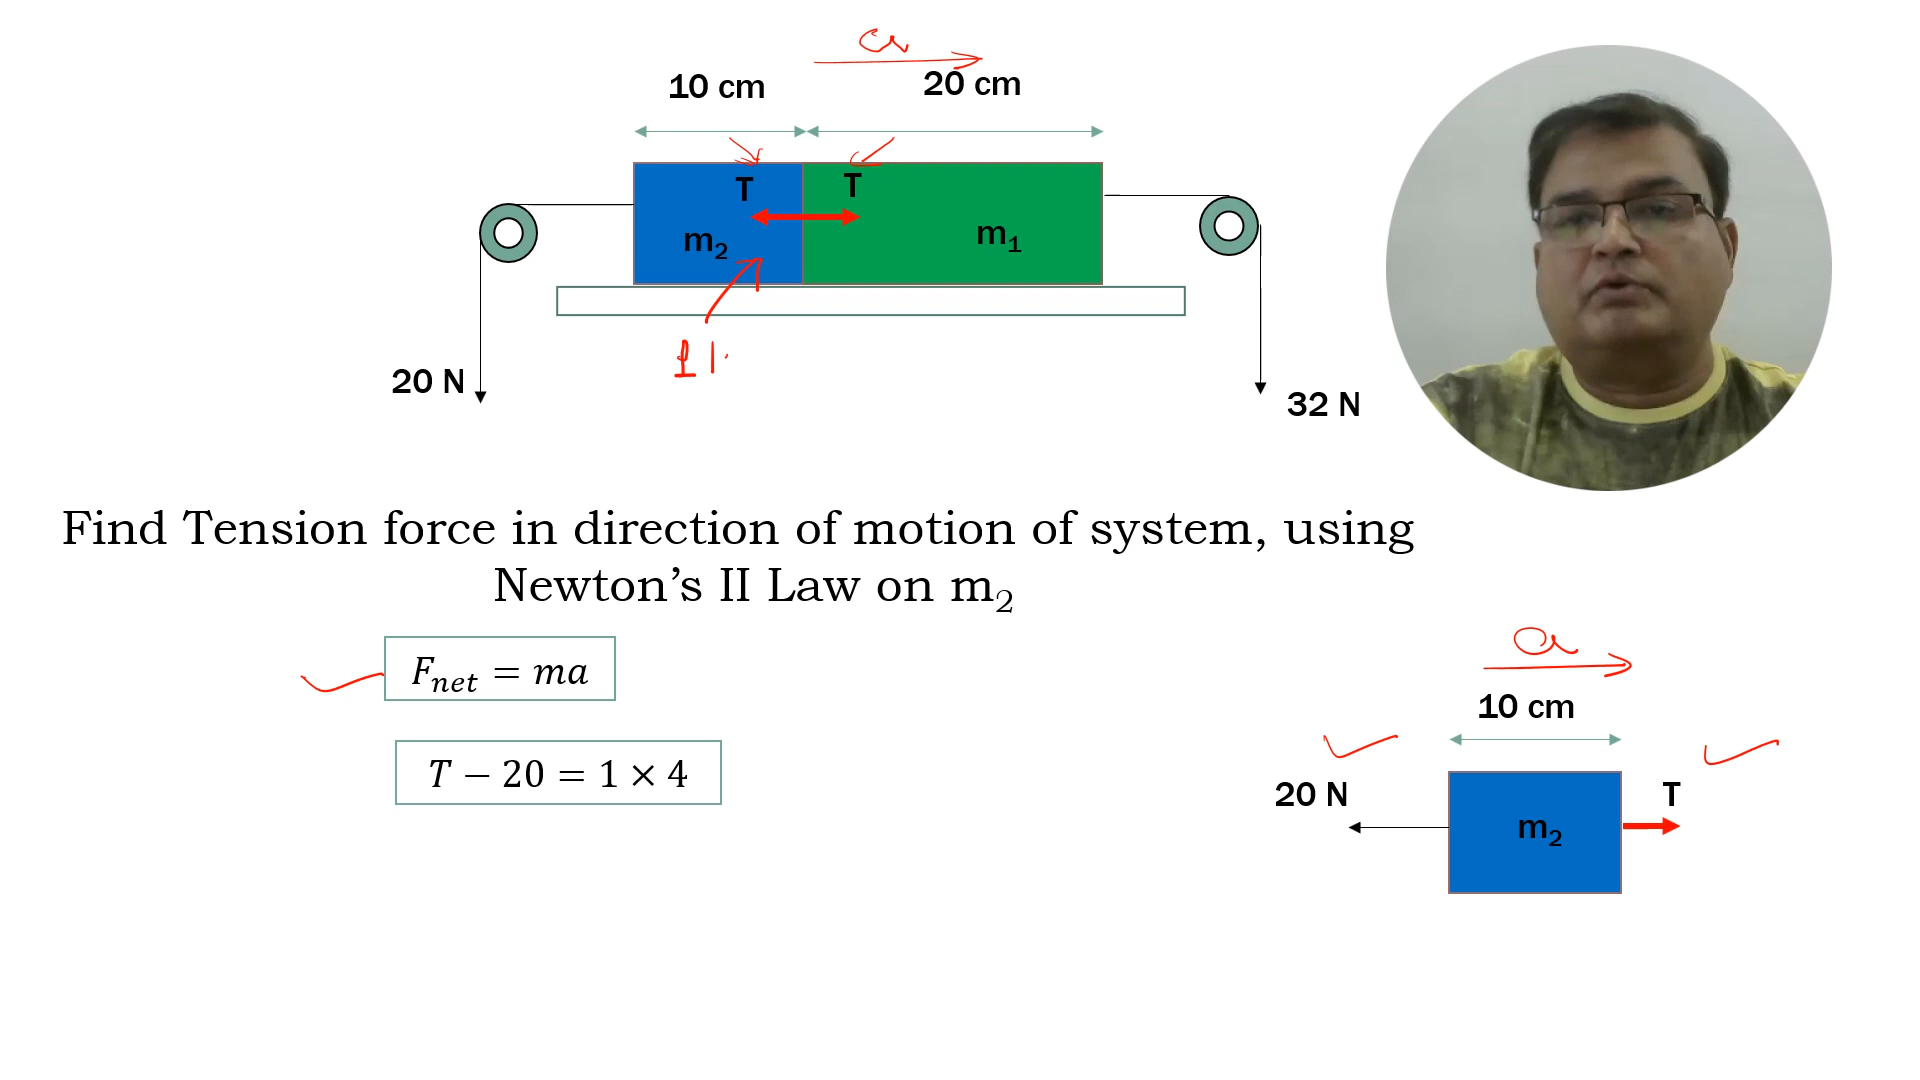 a
10 cm
20 cm
T
T
m₂
m₁
20 N
32 N
Find Tension force in direction of motion of system, using
Newton’s II Law on m₂
F_net = ma
T − 20 = 1 × 4
a
10 cm
20 N
T
m₂